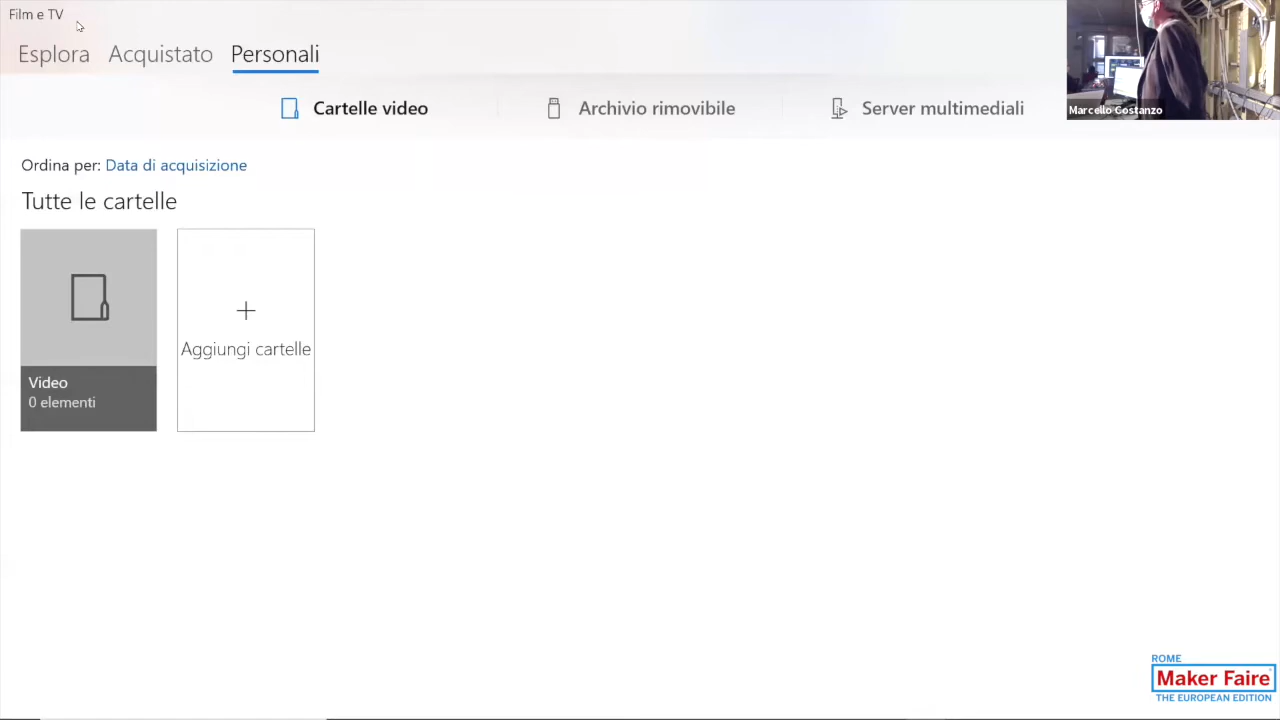 Film e TV
Esplora Acquistato Personali
Cartelle video Archivio rimovibile Server multimediali
Marcello Costanzo
Ordina per: Data di acquisizione
Tutte le cartelle
Aggiungi cartelle
Video
0 elementi
ROME
Maker Faire
THE EUROPEAN EDITION